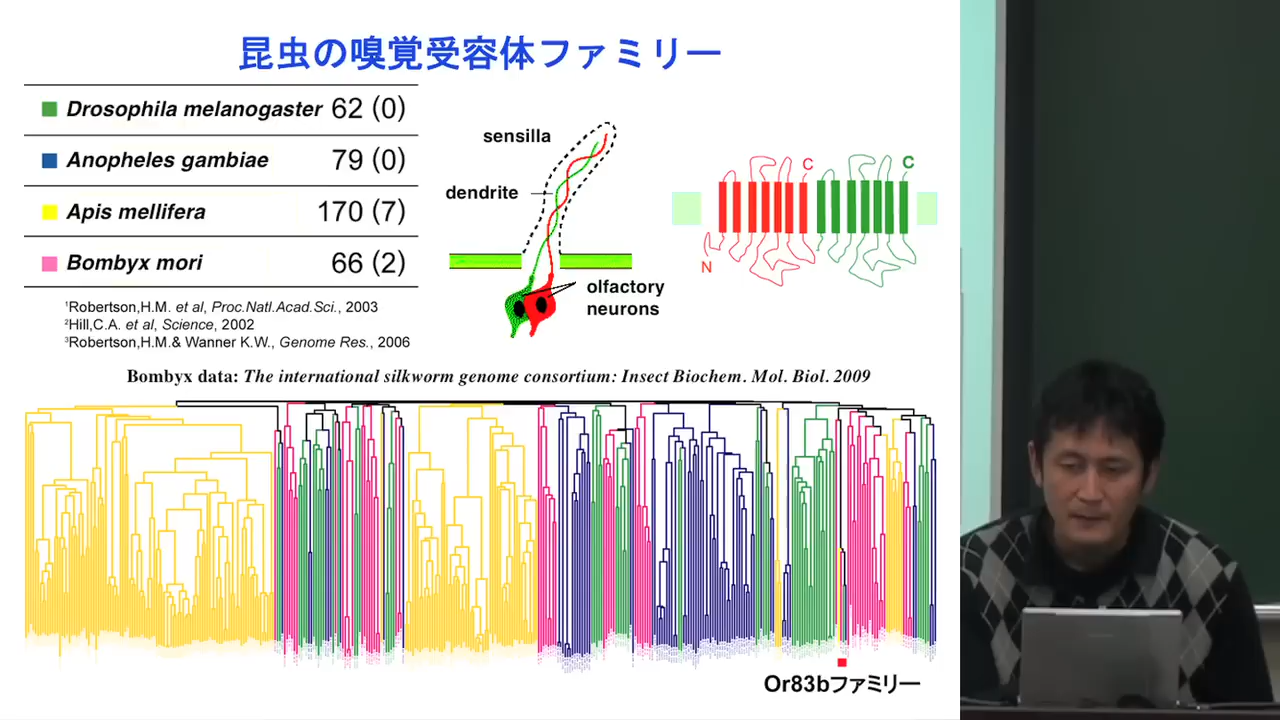 昆虫の嗅覚受容体ファミリー
Drosophila melanogaster 62 (0)
Anopheles gambiae 79 (0)
Apis mellifera 170 (7)
Bombyx mori 66 (2)
1Robertson,H.M. et al, Proc.Natl.Acad.Sci., 2003
2Hill,C.A. et al, Science, 2002
3Robertson,H.M.& Wanner K.W., Genome Res., 2006
sensilla
dendrite
olfactory
neurons
C
C
N
Bombyx data: The international silkworm genome consortium: Insect Biochem. Mol. Biol. 2009
Or83bファミリー